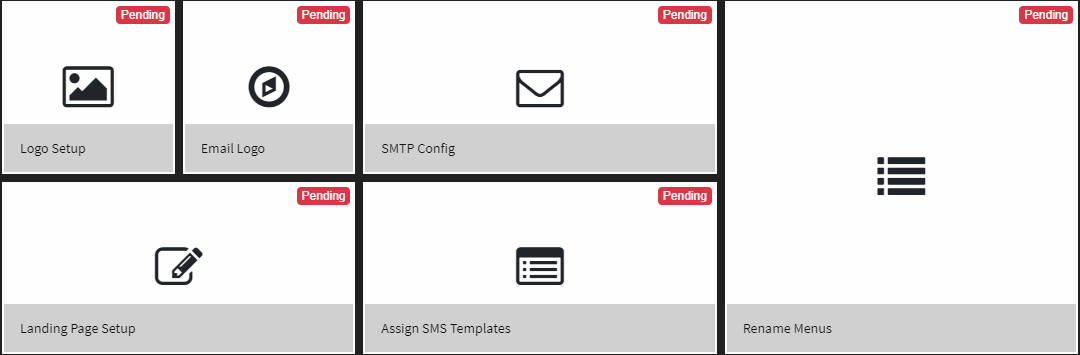 Pending
Logo Setup
Pending
Email Logo
Pending
SMTP Config
Pending
Rename Menus
Pending
Landing Page Setup
Pending
Assign SMS Templates